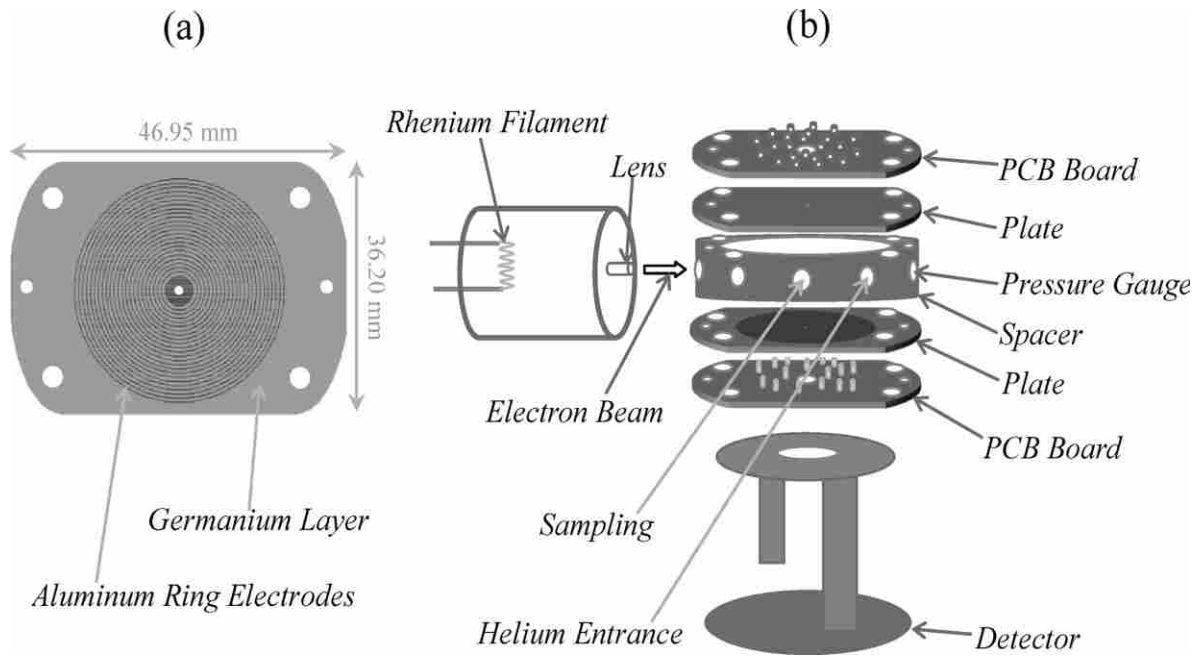 (a)
(b)
46.95 mm
36.20 mm
Rhenium Filament
Lens
PCB Board
Plate
Pressure Gauge
Spacer
Plate
PCB Board
Electron Beam
Germanium Layer
Sampling
Aluminum Ring Electrodes
Helium Entrance
Detector